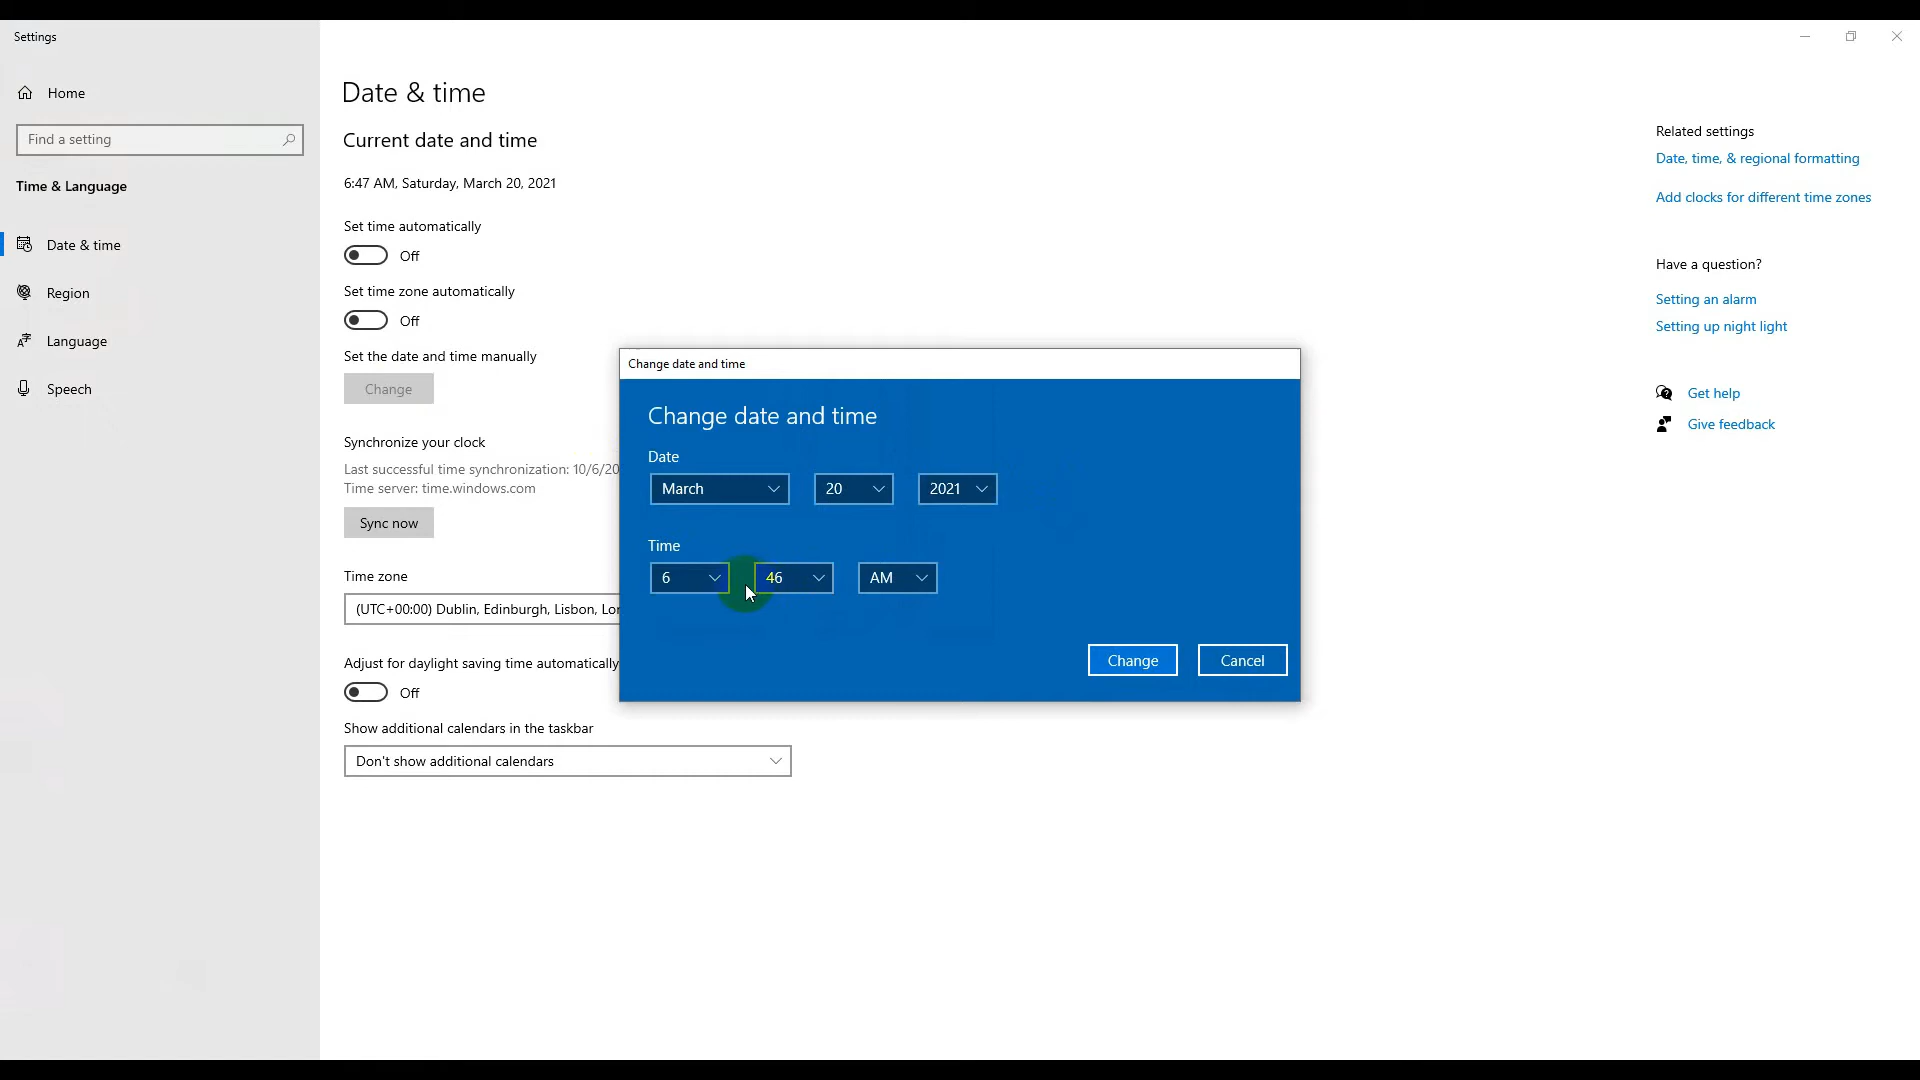 Settings
Home
Find a setting
Time & Language
Date & time
Region
Language
Speech
Date & time
Current date and time
6:47 AM, Saturday, March 20, 2021
Set time automatically
Off
Set time zone automatically
Off
Set the date and time manually
Change
Synchronize your clock
Last successful time synchronization: 10/6/20
Time server: time.windows.com
Sync now
Time zone
(UTC+00:00) Dublin, Edinburgh, Lisbon,
Adjust for daylight saving time automatically
Off
Show additional calendars in the taskbar
Don't show additional calendars
Change date and time
Change date and time
Date
March 20 2021
Time
6 46 AM
Change Cancel
Related settings
Date, time, & regional formatting
Add clocks for different time zones
Have a question?
Setting an alarm
Setting up night light
Get help
Give feedback